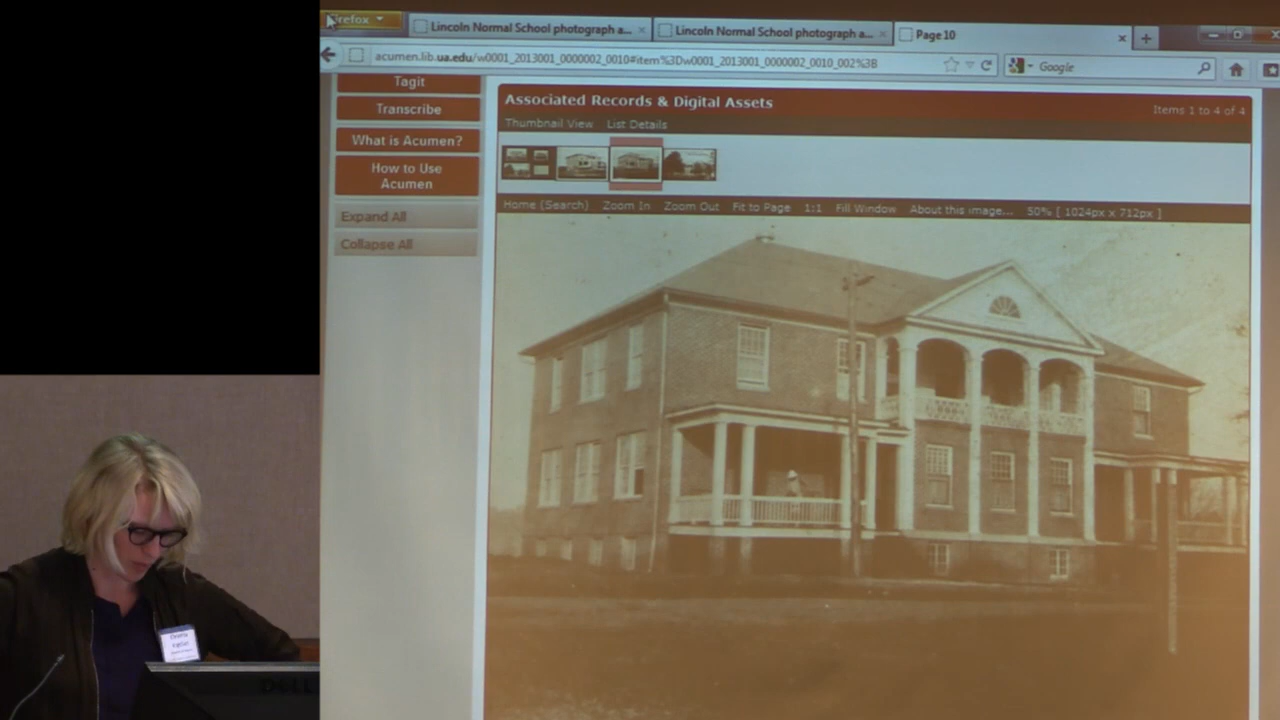 Firefox
Lincoln Normal School photograph a...
Lincoln Normal School photograph a...
Page 10
acumen.lib.ua.edu/w0001_2013001_0000002_0010#item%3Dw0001_2013001_0000002_0010_002%3B
Google
Tagit
Transcribe
What is Acumen?
How to Use
Acumen
Expand All
Collapse All
Associated Records & Digital Assets
Items 1 to 4 of 4
Thumbnail View List Details
Home (Search) Zoom In Zoom Out Fit to Page 1:1 Fill Window About this image... 50% [ 1024px x 712px ]
DELL